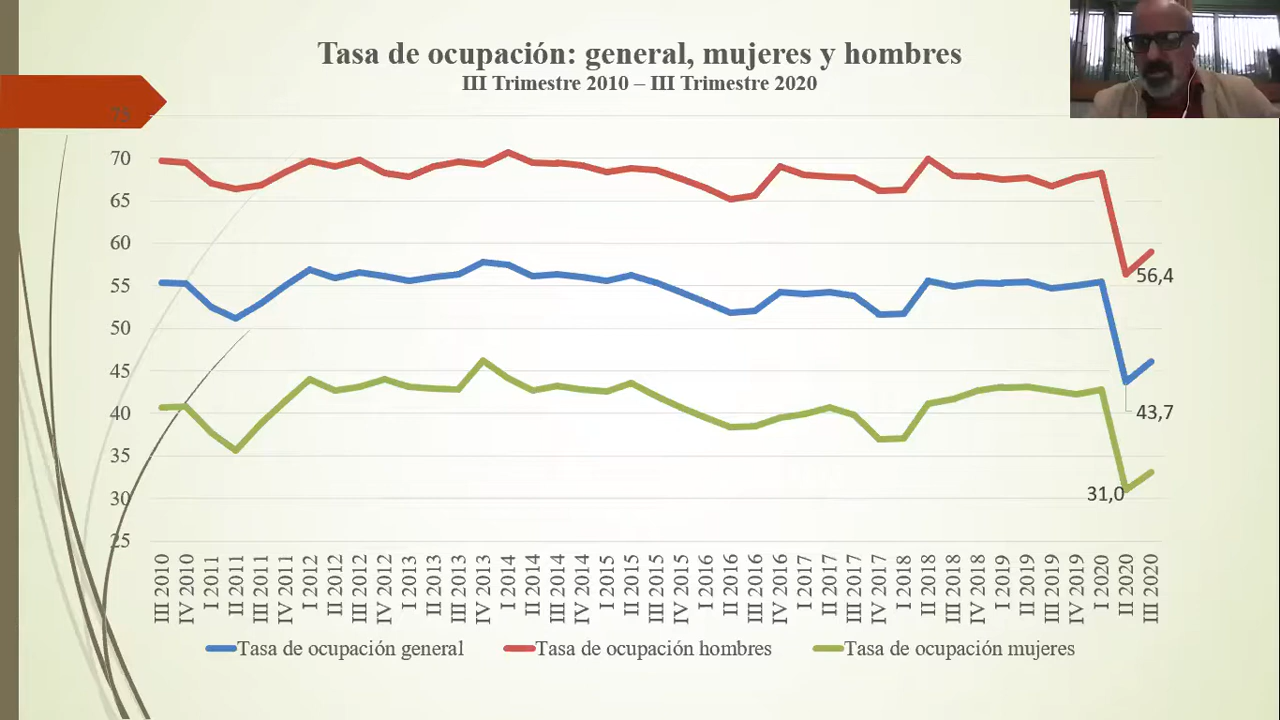 Tasa de ocupación: general, mujeres y hombres
III Trimestre 2010 – III Trimestre 2020
75
70
65
60
55
50
45
40
35
30
25
56,4
43,7
31,0
III 2010
IV 2010
I 2011
II 2011
III 2011
IV 2011
I 2012
II 2012
III 2012
IV 2012
I 2013
II 2013
III 2013
IV 2013
I 2014
II 2014
III 2014
IV 2014
I 2015
II 2015
III 2015
IV 2015
I 2016
II 2016
III 2016
IV 2016
I 2017
II 2017
III 2017
IV 2017
I 2018
II 2018
III 2018
IV 2018
I 2019
II 2019
III 2019
IV 2019
I 2020
II 2020
III 2020
Tasa de ocupación general
Tasa de ocupación hombres
Tasa de ocupación mujeres